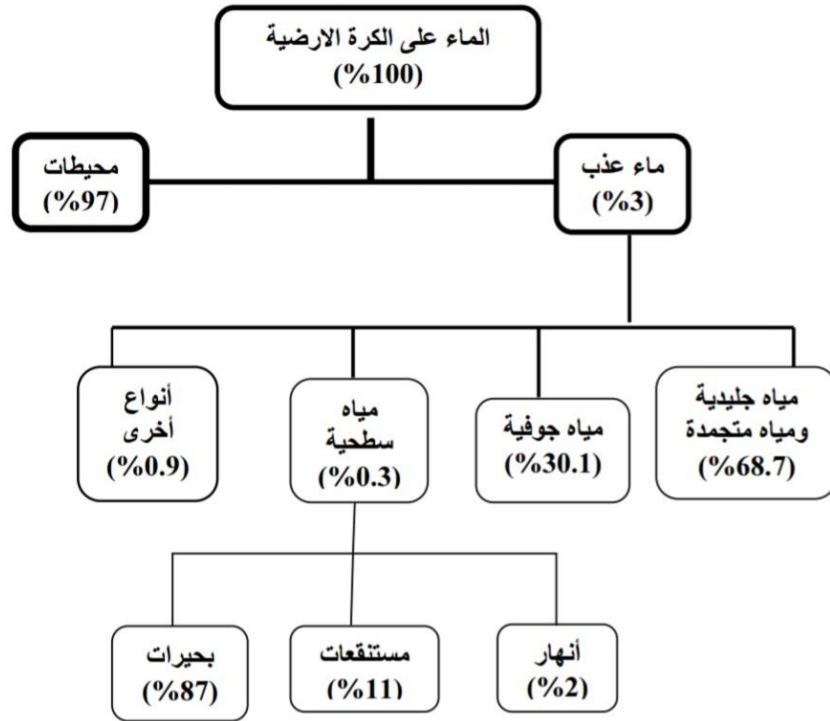 الماء على الكرة الارضية
(%100)
ماء عذب
(%3)
محيطات
(%97)
مياه جليدية
ومياه متجمدة
(%68.7)
مياه جوفية
(%30.1)
مياه
سطحية
(%0.3)
أنواع
أخرى
(%0.9)
أنهار
(%2)
مستنقعات
(%11)
بحيرات
(%87)